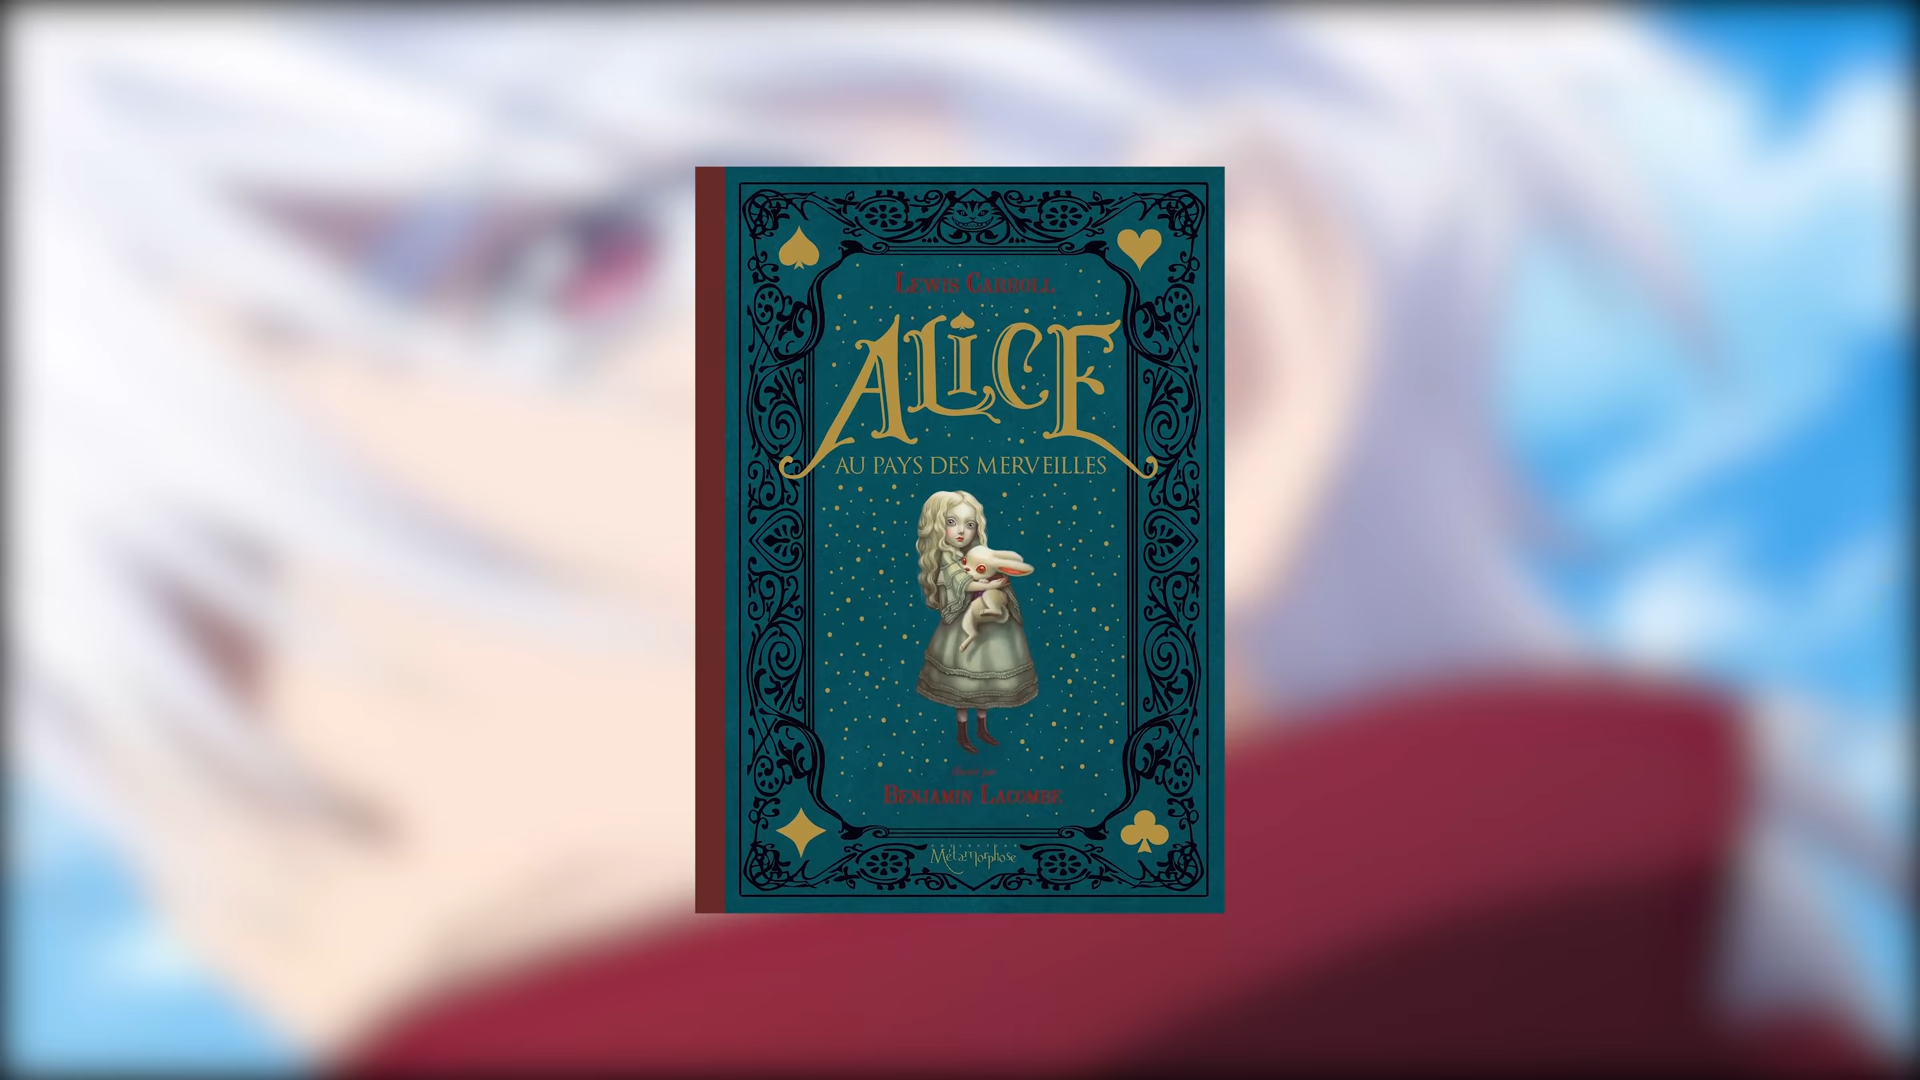 Lewis Carroll
ALiCE
AU PAYS DES MERVEILLES
Benjamin Lacombe
Métamorphose